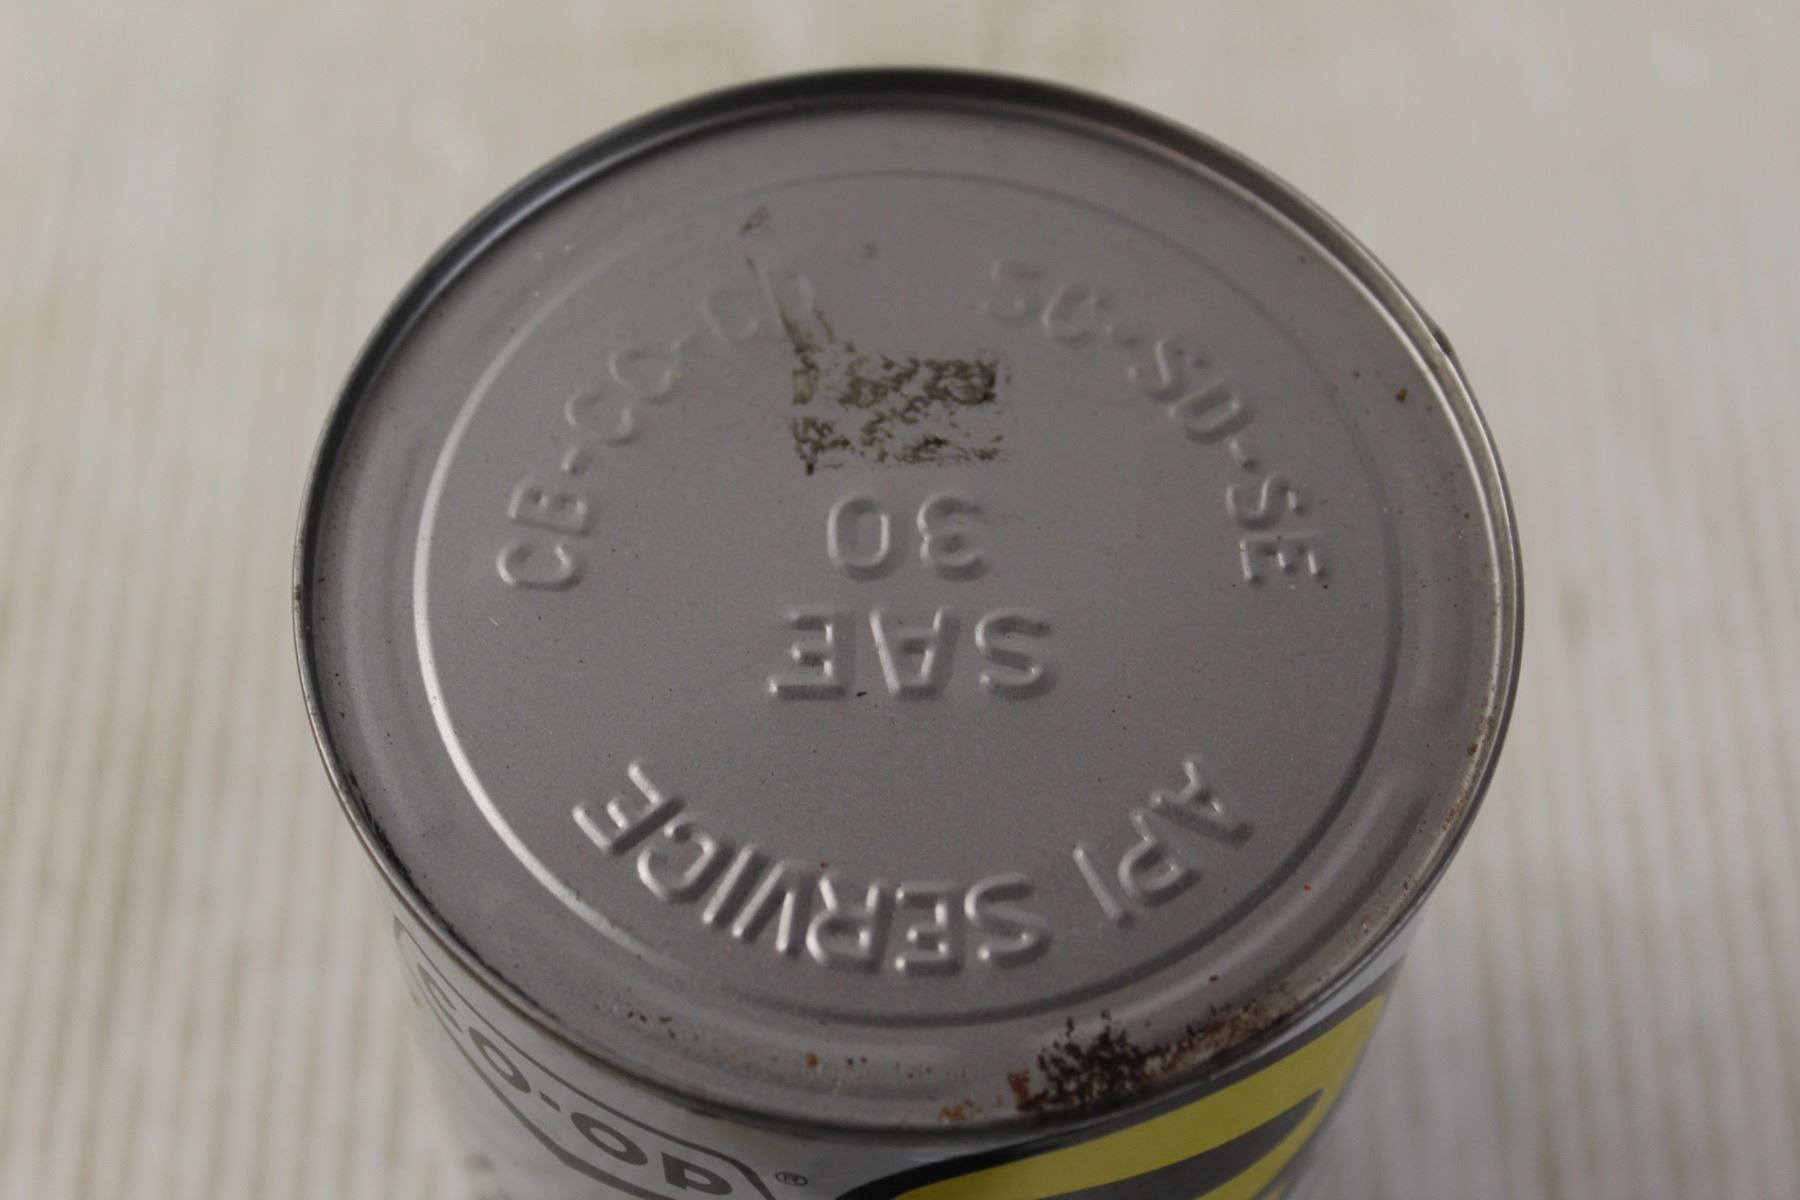 API SERVICE
SAE
30
CB-CC-CD · SC-SD-SE
CO-OP®